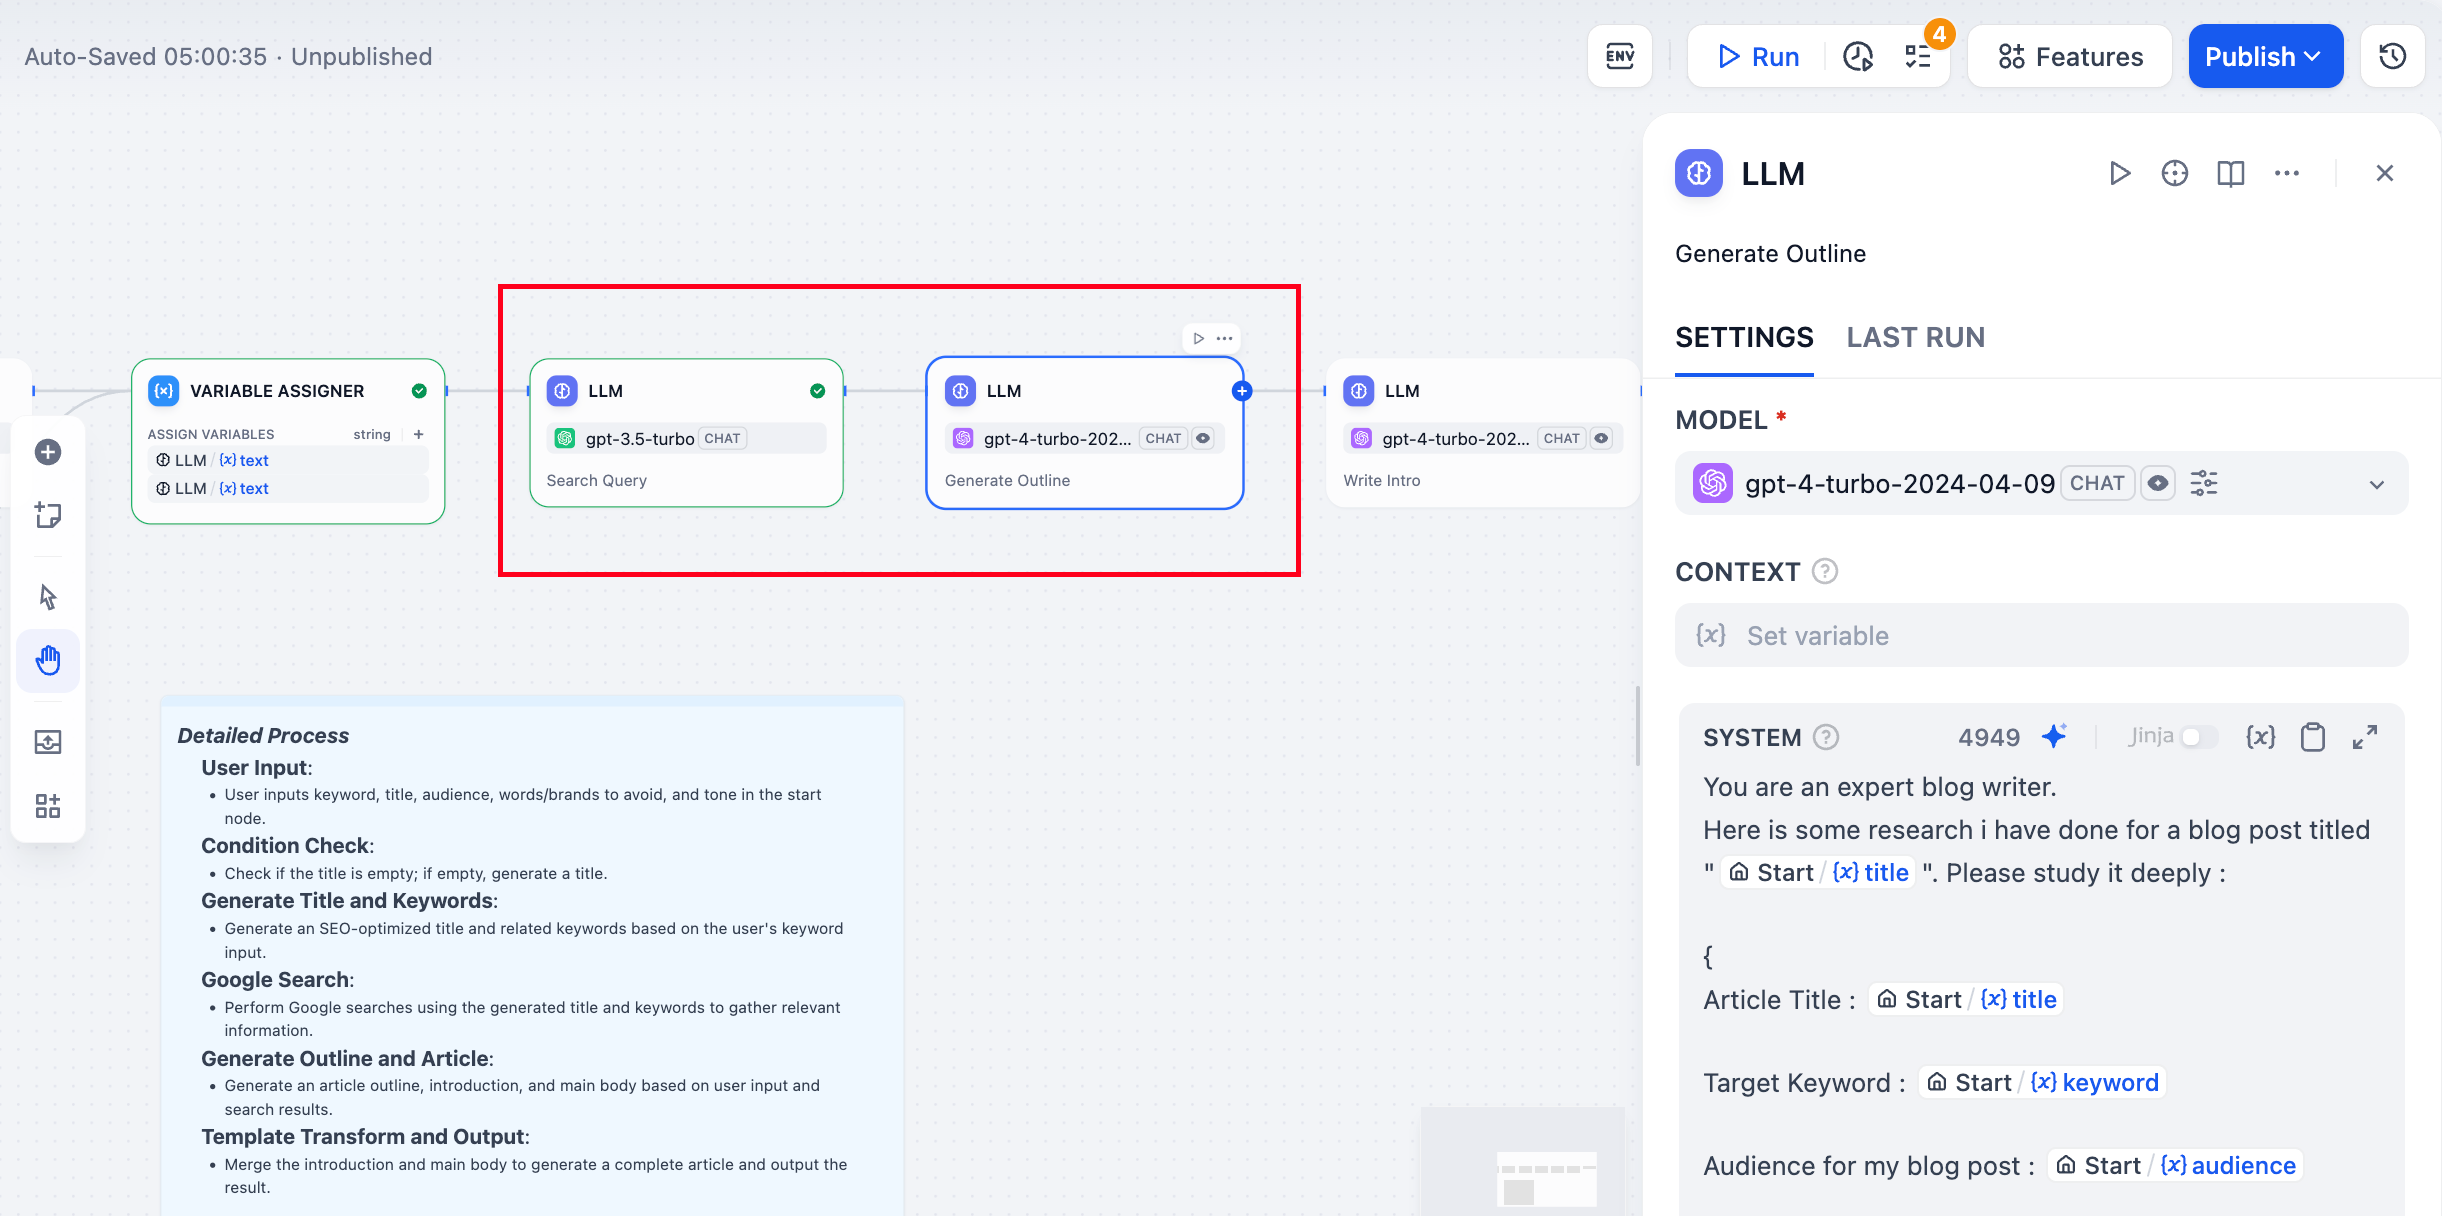 Auto-Saved 05:00:35 · Unpublished
ENV
Run
4
Features
Publish
VARIABLE ASSIGNER
ASSIGN VARIABLES string +
LLM / {x} text
LLM / {x} text
LLM
gpt-3.5-turbo CHAT
Search Query
LLM
gpt-4-turbo-202... CHAT
Generate Outline
LLM
gpt-4-turbo-202... CHAT
Write Intro
Detailed Process
User Input:
• User inputs keyword, title, audience, words/brands to avoid, and tone in the start
node.
Condition Check:
• Check if the title is empty; if empty, generate a title.
Generate Title and Keywords:
• Generate an SEO-optimized title and related keywords based on the user's keyword
input.
Google Search:
• Perform Google searches using the generated title and keywords to gather relevant
information.
Generate Outline and Article:
• Generate an article outline, introduction, and main body based on user input and
search results.
Template Transform and Output:
• Merge the introduction and main body to generate a complete article and output the
result.
LLM
Generate Outline
SETTINGS LAST RUN
MODEL *
gpt-4-turbo-2024-04-09 CHAT
CONTEXT ?
{x} Set variable
SYSTEM ? 4949 Jinja {x}
You are an expert blog writer.
Here is some research i have done for a blog post titled
" Start / {x} title ". Please study it deeply :
{
Article Title : Start / {x} title
Target Keyword : Start / {x} keyword
Audience for my blog post : Start / {x} audience